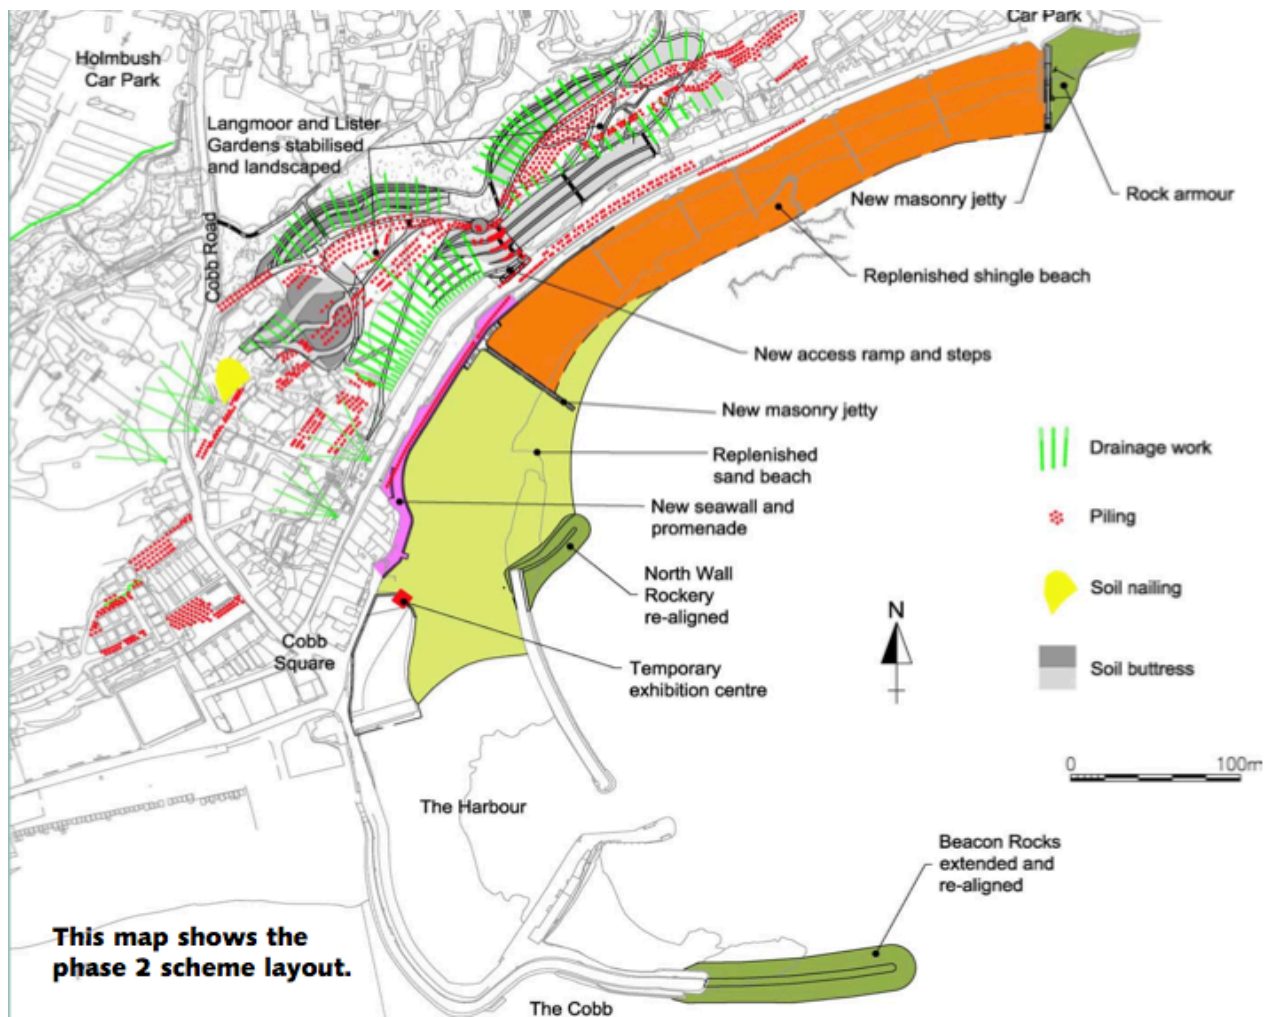 Car Park
Holmbush
Car Park
Langmoor and Lister
Gardens stabilised
and landscaped
Cobb Road
New masonry jetty
Rock armour
Replenished shingle beach
New access ramp and steps
New masonry jetty
Replenished
sand beach
New seawall and
promenade
North Wall
Rockery
re-aligned
Cobb
Square
Temporary
exhibition centre
Drainage work
Piling
Soil nailing
Soil buttress
N
0
100m
The Harbour
Beacon Rocks
extended and
re-aligned
This map shows the
phase 2 scheme layout.
The Cobb